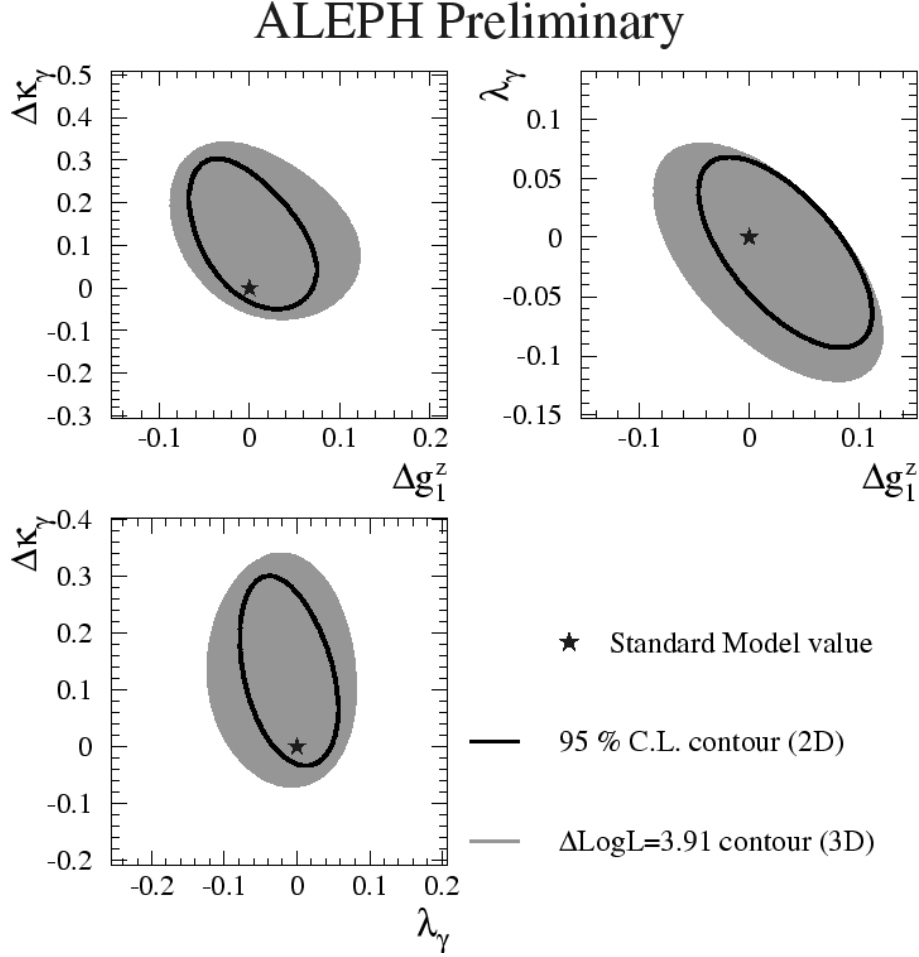 ALEPH Preliminary
Δκγ
0.5
0.4
0.3
0.2
0.1
0
-0.1
-0.2
-0.3
-0.1 0 0.1 0.2
Δg₁ᶻ
λγ
0.1
0.05
0
-0.05
-0.1
-0.15
-0.1 0 0.1
Δg₁ᶻ
Δκγ
0.4
0.3
0.2
0.1
0
-0.1
-0.2
-0.2 -0.1 0 0.1 0.2
λγ
★ Standard Model value
95 % C.L. contour (2D)
ΔLogL=3.91 contour (3D)